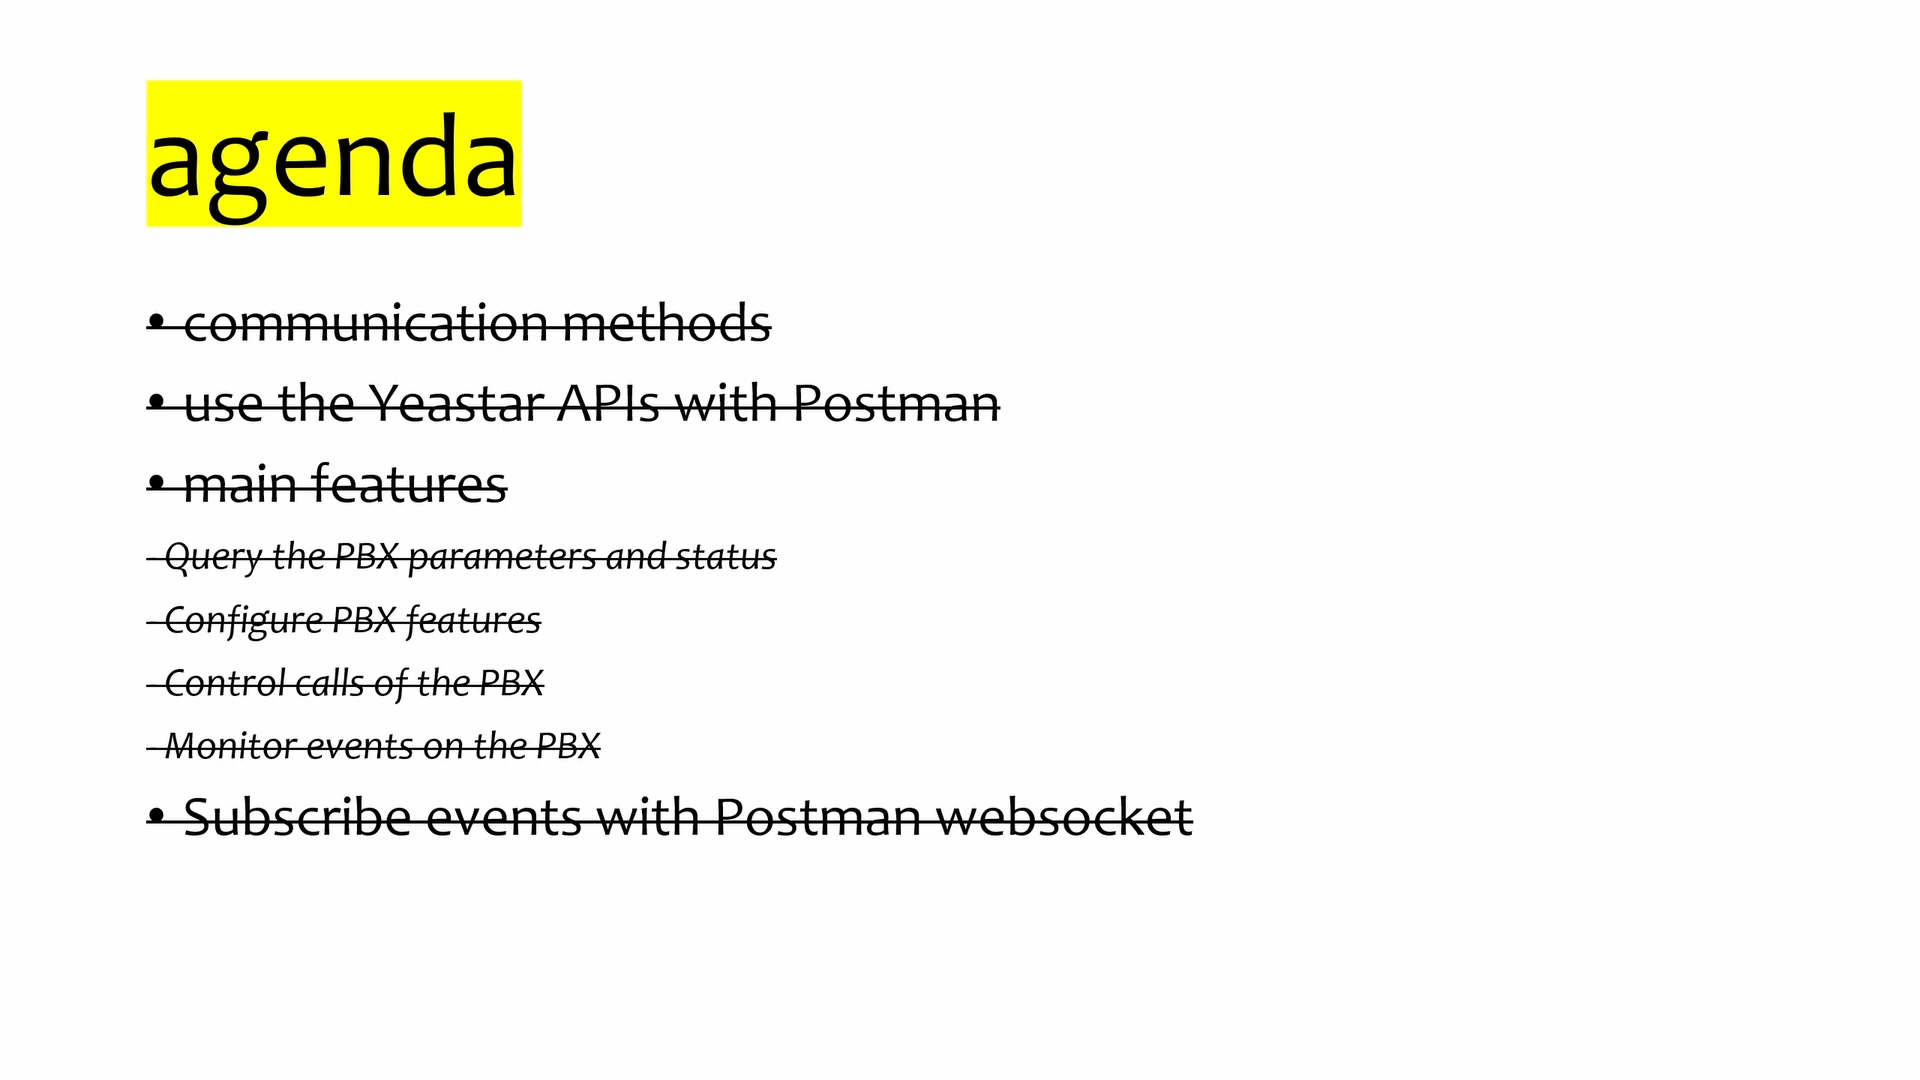 agenda
• communication methods
• use the Yeastar APIs with Postman
• main features
- Query the PBX parameters and status
- Configure PBX features
- Control calls of the PBX
- Monitor events on the PBX
• Subscribe events with Postman websocket